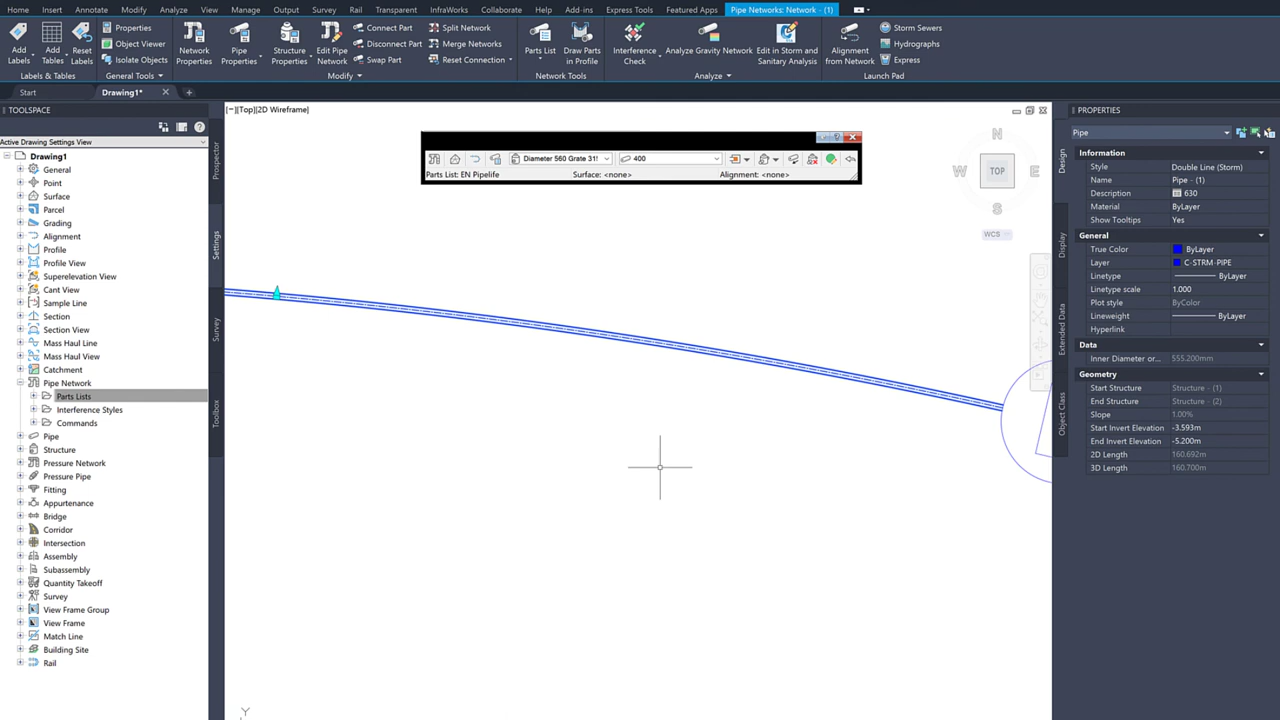 Home Insert Annotate Modify Analyze View Manage Output Survey Rail Transparent InfraWorks Collaborate Help Add-ins Express Tools Featured Apps Pipe Networks: Network - (1)
Add Labels
Add Tables
Reset Labels
Properties
Object Viewer
Isolate Objects
Network Properties
Pipe Properties
Structure Properties
Edit Pipe Network
Connect Part
Disconnect Part
Swap Part
Split Network
Merge Networks
Reset Connection
Parts List
Draw Parts in Profile
Interference Check
Analyze Gravity Network
Edit in Storm and Sanitary Analysis
Alignment from Network
Storm Sewers
Hydrographs
Express
Labels & Tables General Tools Modify Network Tools Analyze Launch Pad
Start Drawing1*
TOOLSPACE
Active Drawing Settings View
Drawing1
General
Point
Surface
Parcel
Grading
Alignment
Profile
Profile View
Superelevation View
Cant View
Sample Line
Section
Section View
Mass Haul Line
Mass Haul View
Catchment
Pipe Network
Parts Lists
Interference Styles
Commands
Pipe
Structure
Pressure Network
Pressure Pipe
Fitting
Appurtenance
Bridge
Corridor
Intersection
Assembly
Subassembly
Quantity Takeoff
Survey
View Frame Group
View Frame
Match Line
Building Site
Rail
Prospector
Settings
Survey
Toolbox
[−][Top][2D Wireframe]
Diameter 560 Grate 31! 400
Parts List: EN Pipelife Surface: <none> Alignment: <none>
N
W TOP E
S
WCS
Y
PROPERTIES
Pipe
Design
Display
Extended Data
Object Class
Information
Style Double Line (Storm)
Name Pipe - (1)
Description 630
Material ByLayer
Show Tooltips Yes
General
True Color ByLayer
Layer C-STRM-PIPE
Linetype ByLayer
Linetype scale 1.000
Plot style ByColor
Lineweight ByLayer
Hyperlink
Data
Inner Diameter or... 555.200mm
Geometry
Start Structure Structure - (1)
End Structure Structure - (2)
Slope 1.00%
Start Invert Elevation -3.593m
End Invert Elevation -5.200m
2D Length 160.692m
3D Length 160.700m